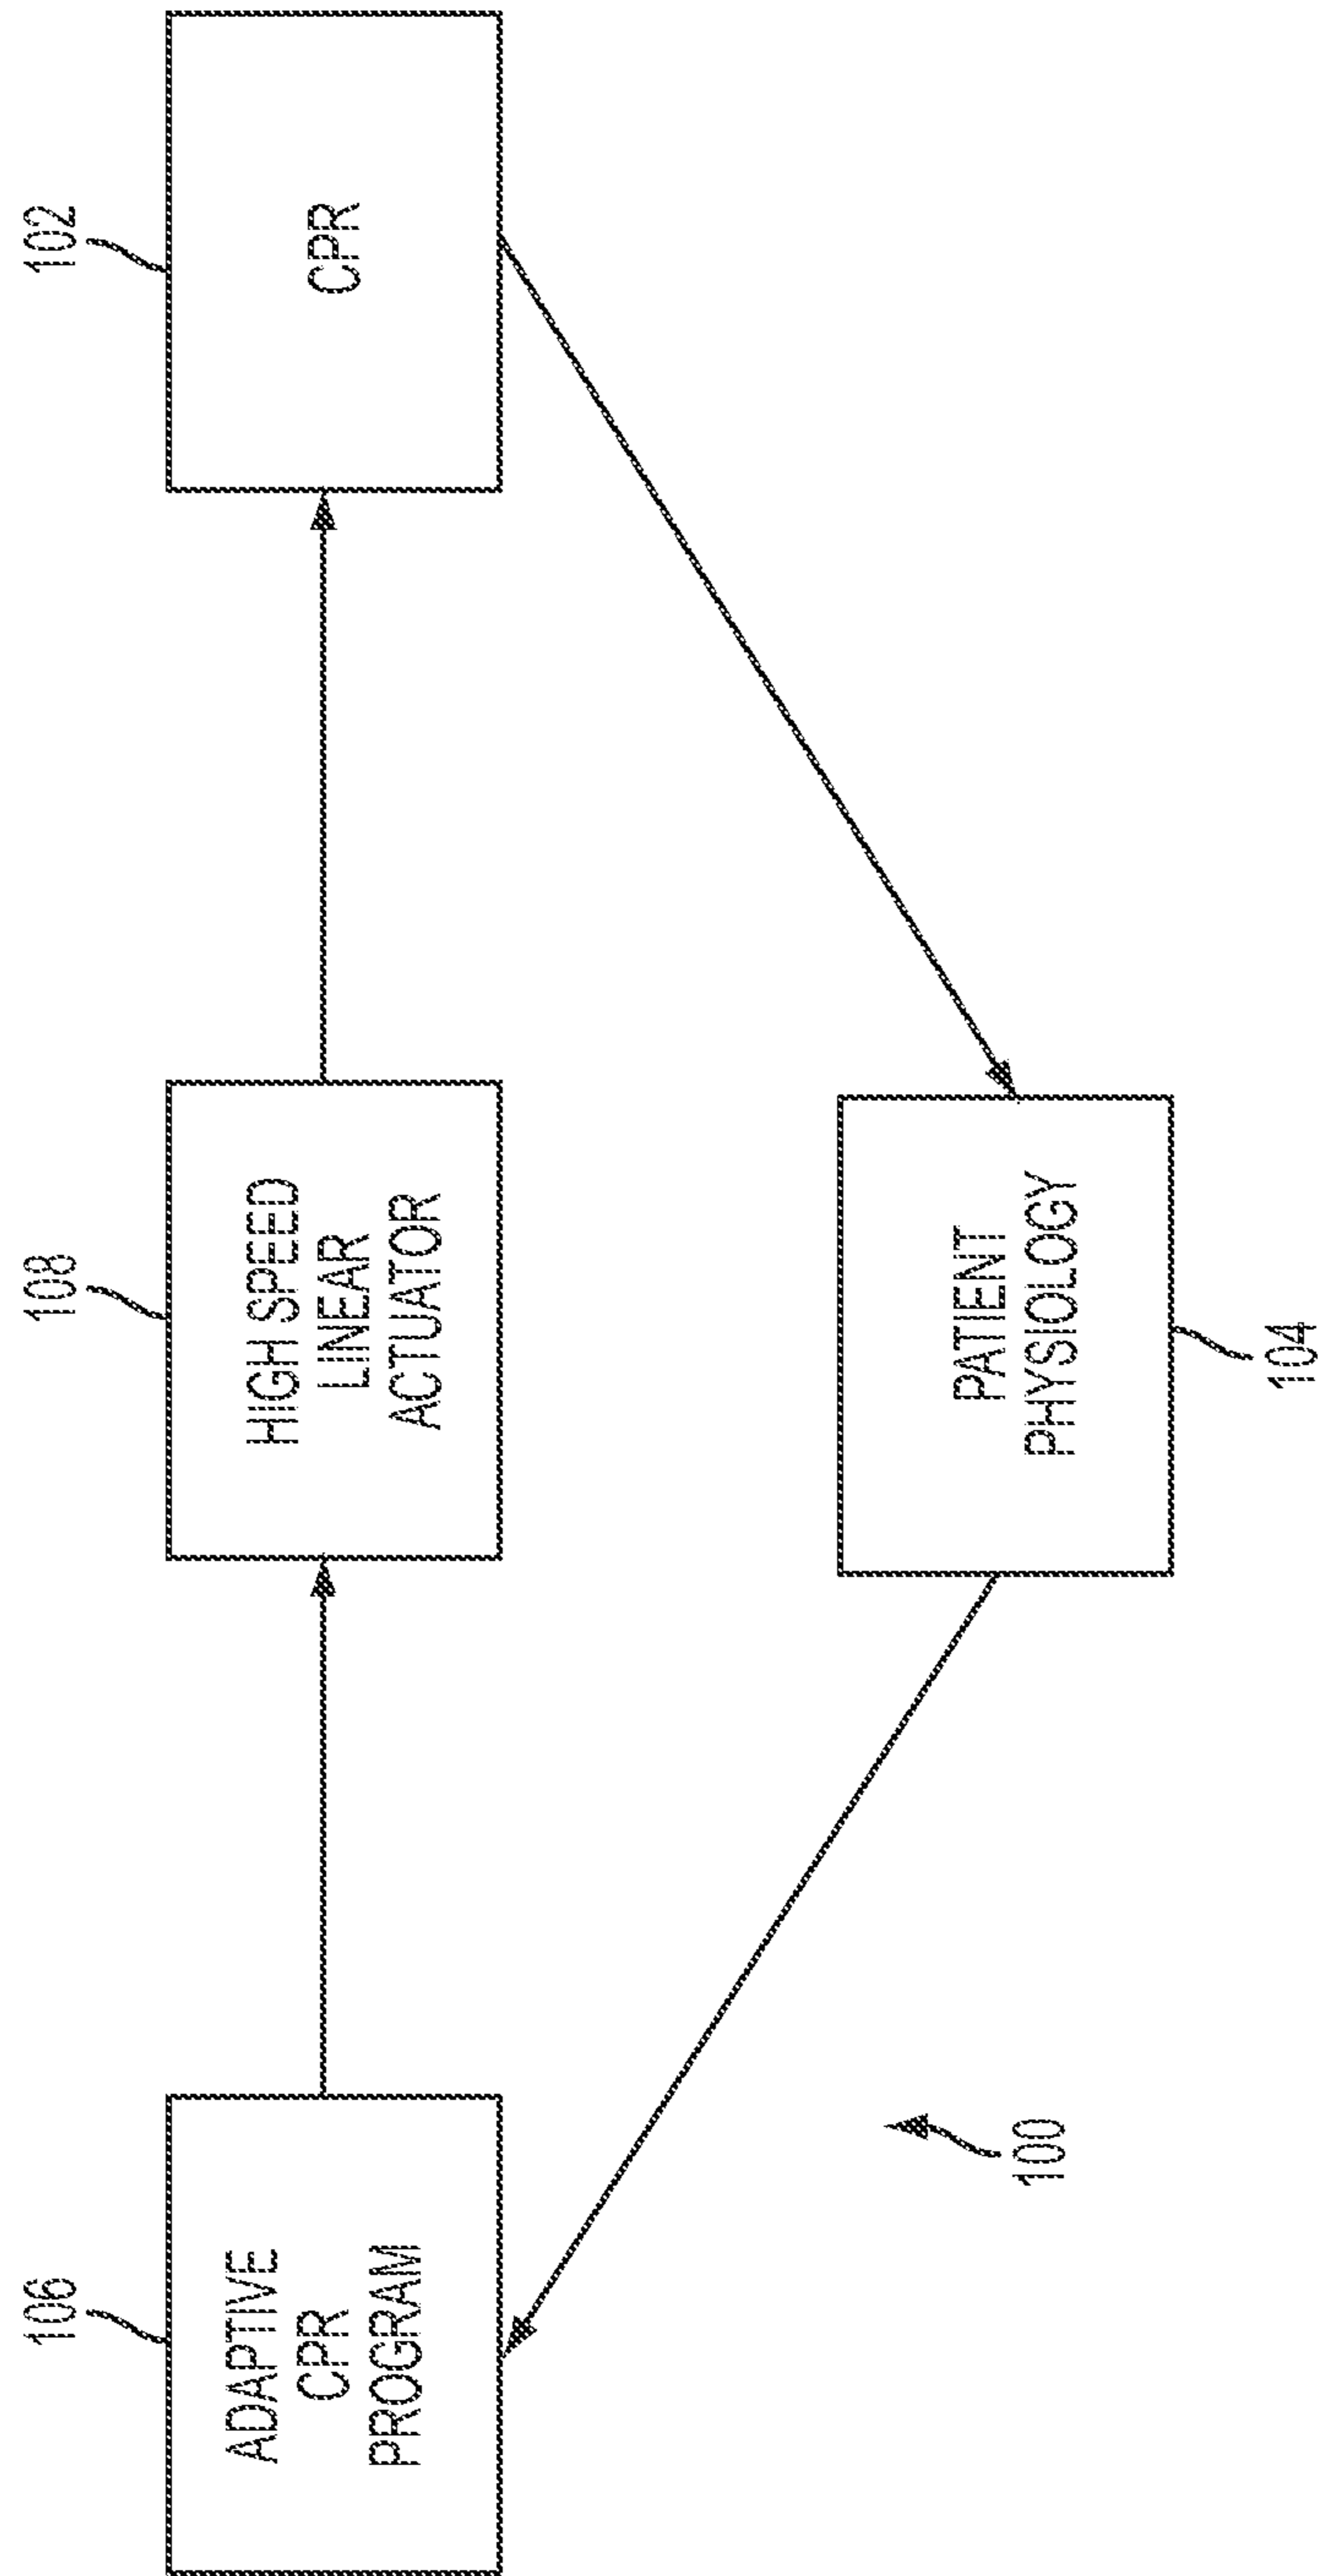 106
ADAPTIVE
CPR
PROGRAM
108
HIGH SPEED
LINEAR
ACTUATOR
102
CPR
PATIENT
PHYSIOLOGY
104
100